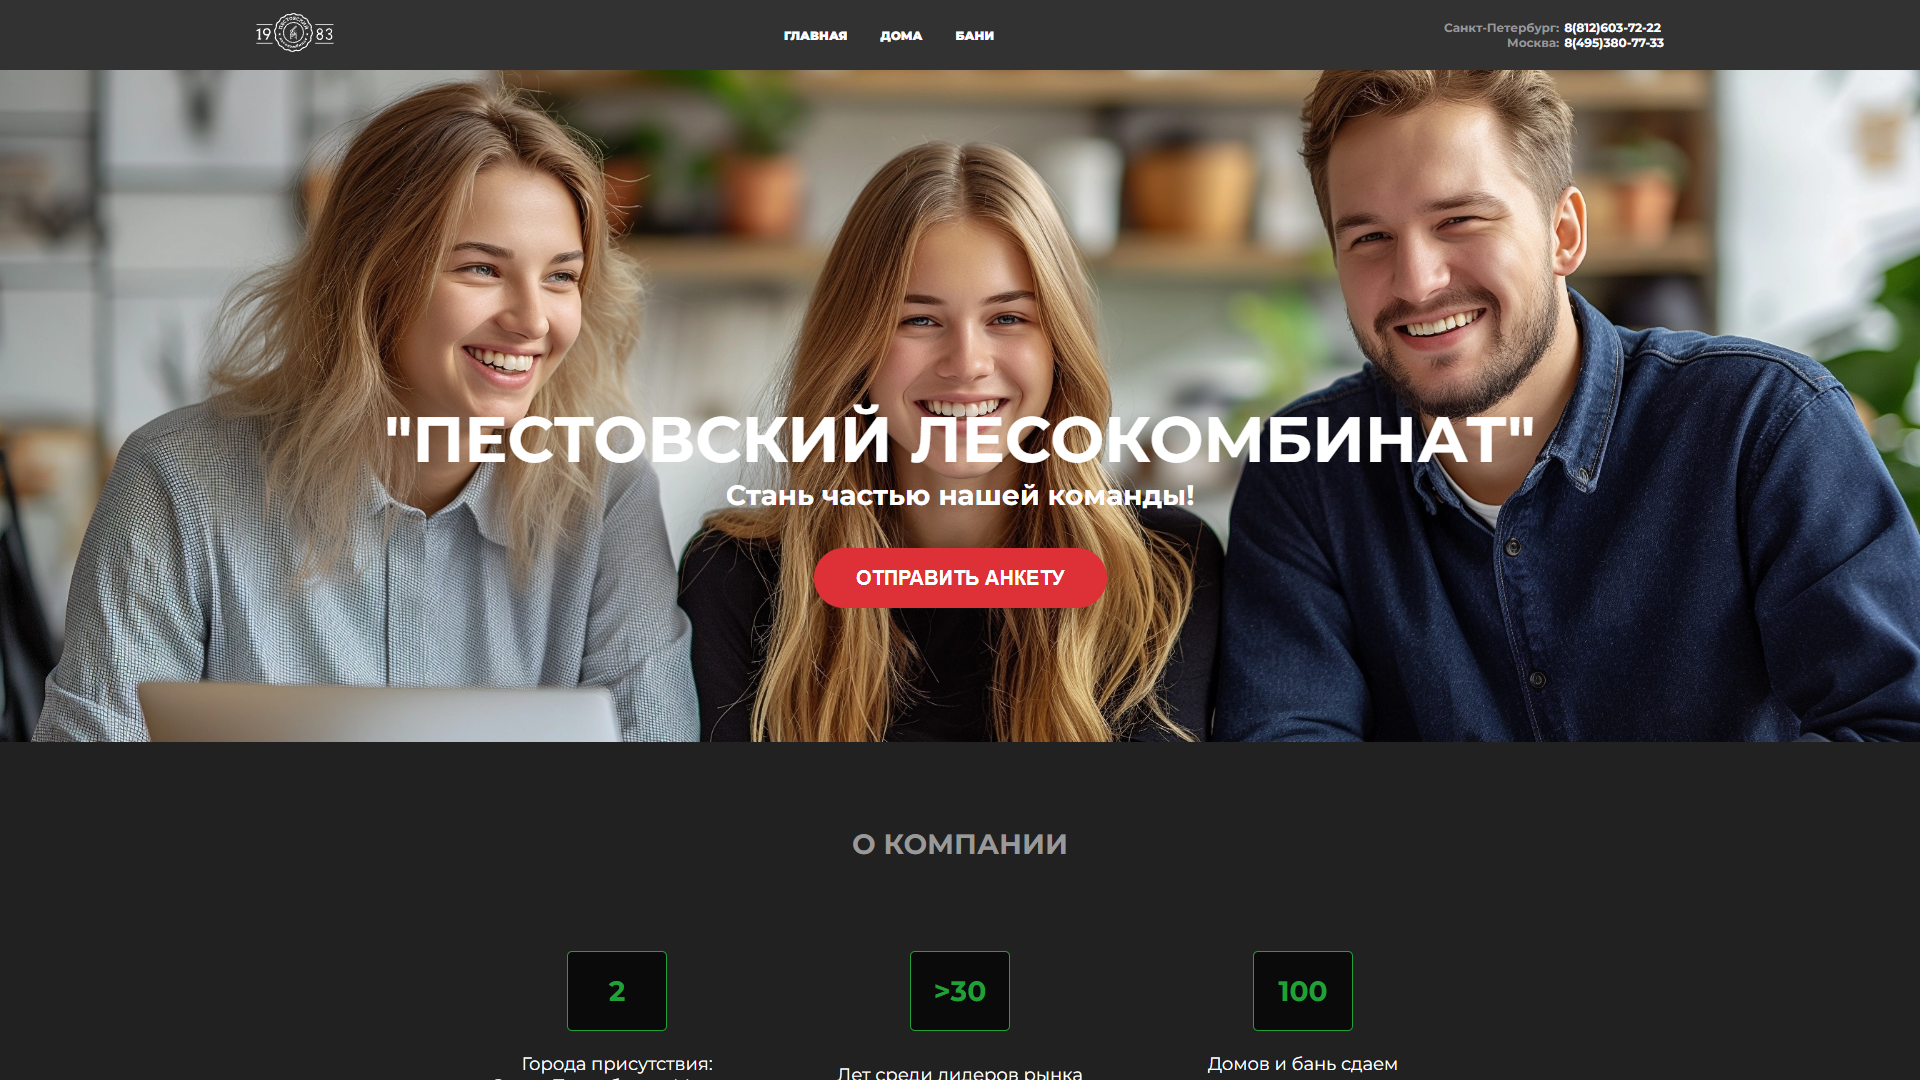 19 83
ГЛАВНАЯ ДОМА БАНИ
Санкт-Петербург: 8(812)603-72-22
Москва: 8(495)380-77-33
"ПЕСТОВСКИЙ ЛЕСОКОМБИНАТ"
Стань частью нашей команды!
ОТПРАВИТЬ АНКЕТУ
О КОМПАНИИ
2 >30 100
Города присутствия:
Лет среди лидеров рынка
Домов и бань сдаем